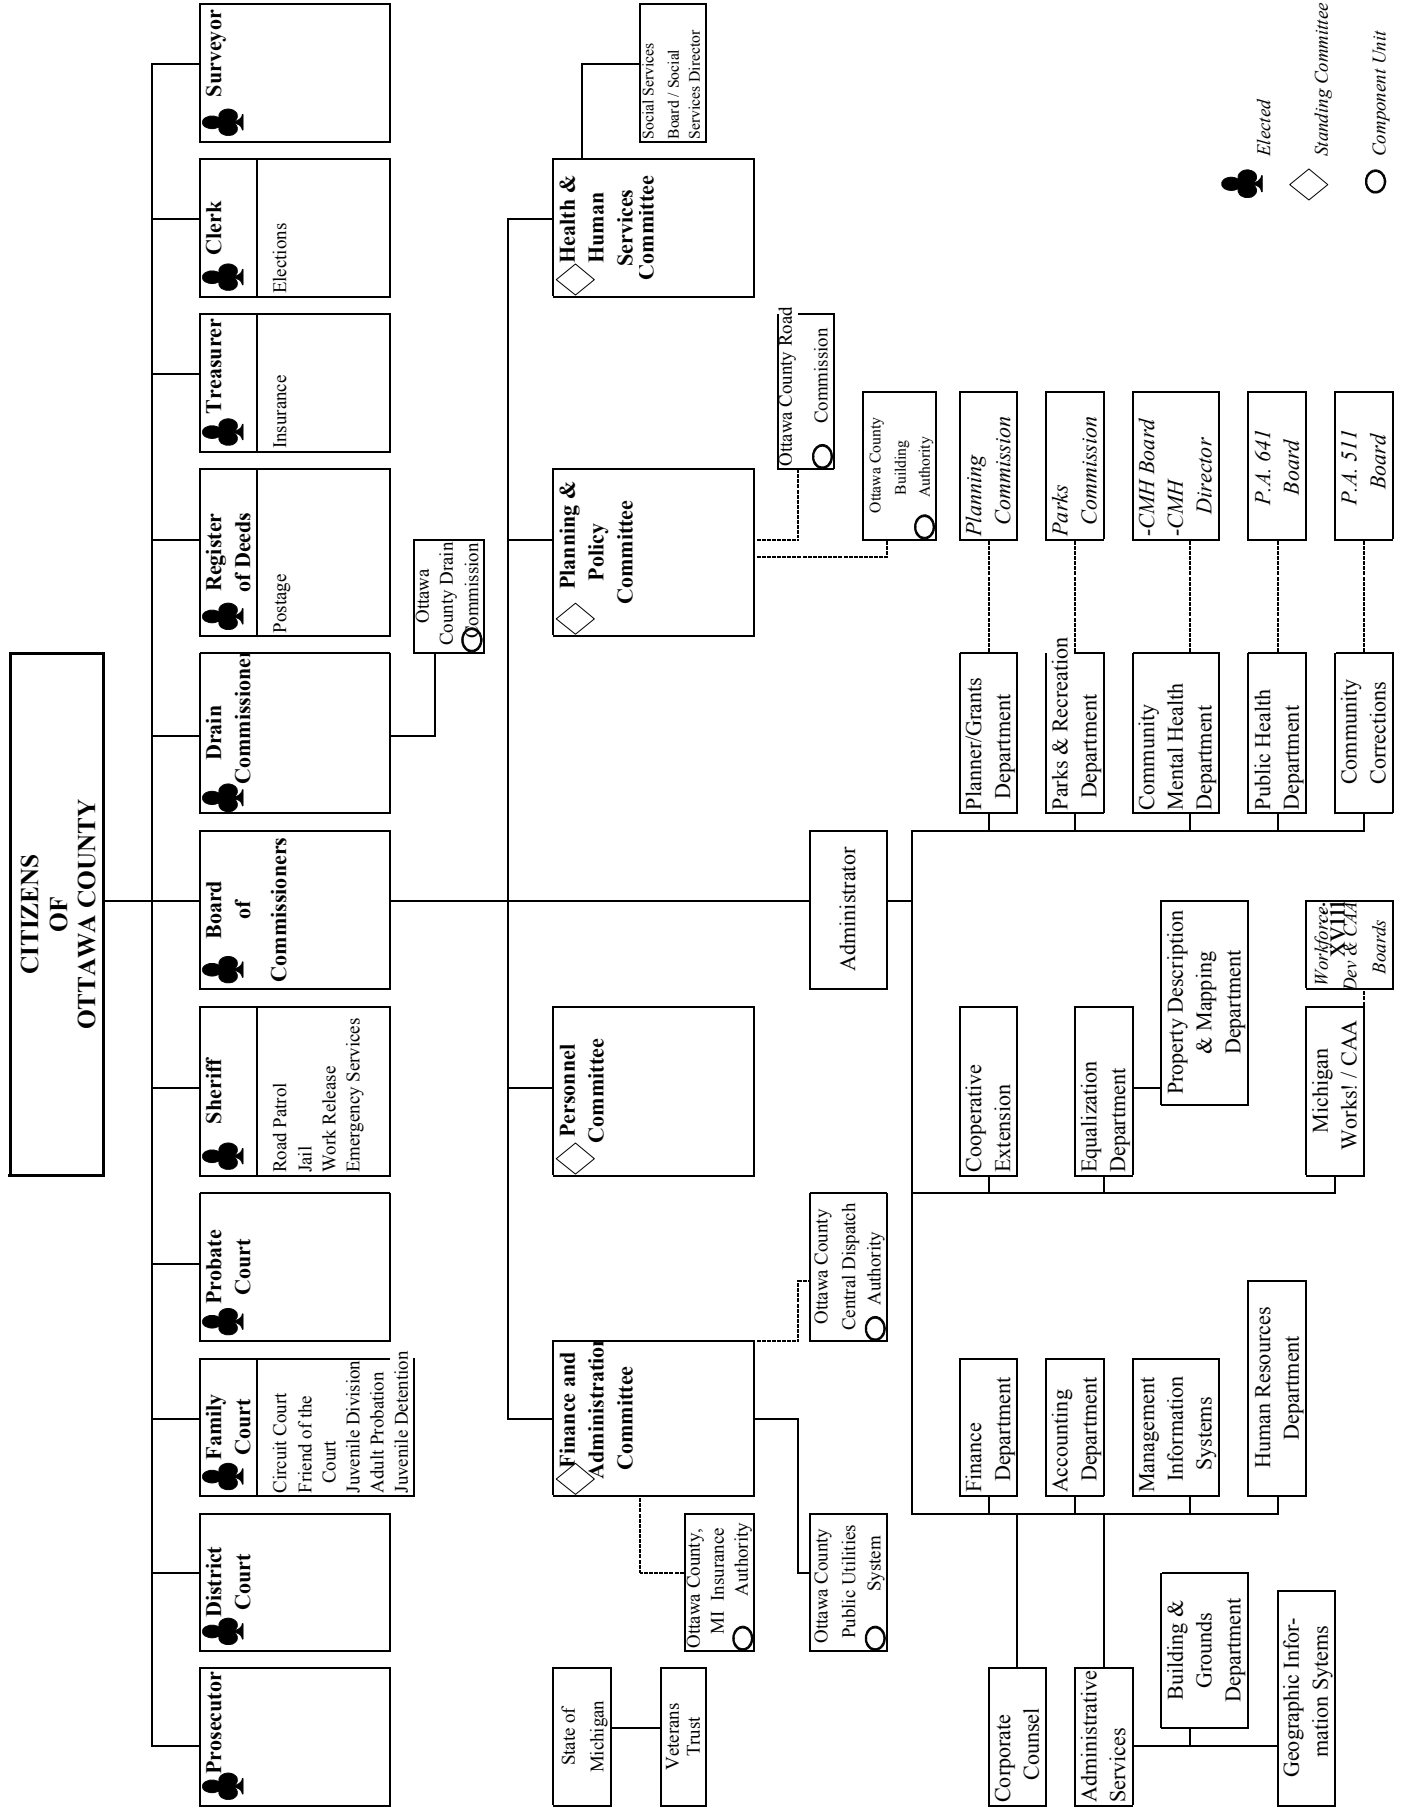 CITIZENS
OF
OTTAWA COUNTY
Prosecutor
District
Court
Family
Court
Circuit Court
Friend of the
Court
Juvenile Division
Adult Probation
Juvenile Detention
Probate
Court
Sheriff
Road Patrol
Jail
Work Release
Emergency Services
Board
of
Commissioners
Drain
Commissioner
Register
of Deeds
Postage
Treasurer
Insurance
Clerk
Elections
Surveyor
Ottawa
County Drain
Commission
State of
Michigan
Veterans
Trust
Finance and
Administration
Committee
Ottawa County,
MI Insurance
Authority
Ottawa County
Public Utilities
System
Ottawa County
Central Dispatch
Authority
Personnel
Committee
Planning &
Policy
Committee
Ottawa County Road
Commission
Ottawa County
Building
Authority
Health &
Human
Services
Committee
Social Services
Board / Social
Services Director
Administrator
Corporate
Counsel
Administrative
Services
Building &
Grounds
Department
Geographic Infor-
mation Sytems
Finance
Department
Accounting
Department
Management
Information
Systems
Human Resources
Department
Cooperative
Extension
Equalization
Department
Property Description
& Mapping
Department
Michigan
Works! / CAA
Workforce-
Dev & CAA
Boards
XVIII
Planner/Grants
Department
Planning
Commission
Parks & Recreation
Department
Parks
Commission
Community
Mental Health
Department
-CMH Board
-CMH
Director
Public Health
Department
P.A. 641
Board
Community
Corrections
P.A. 511
Board
Elected
Standing Committee
Component Unit